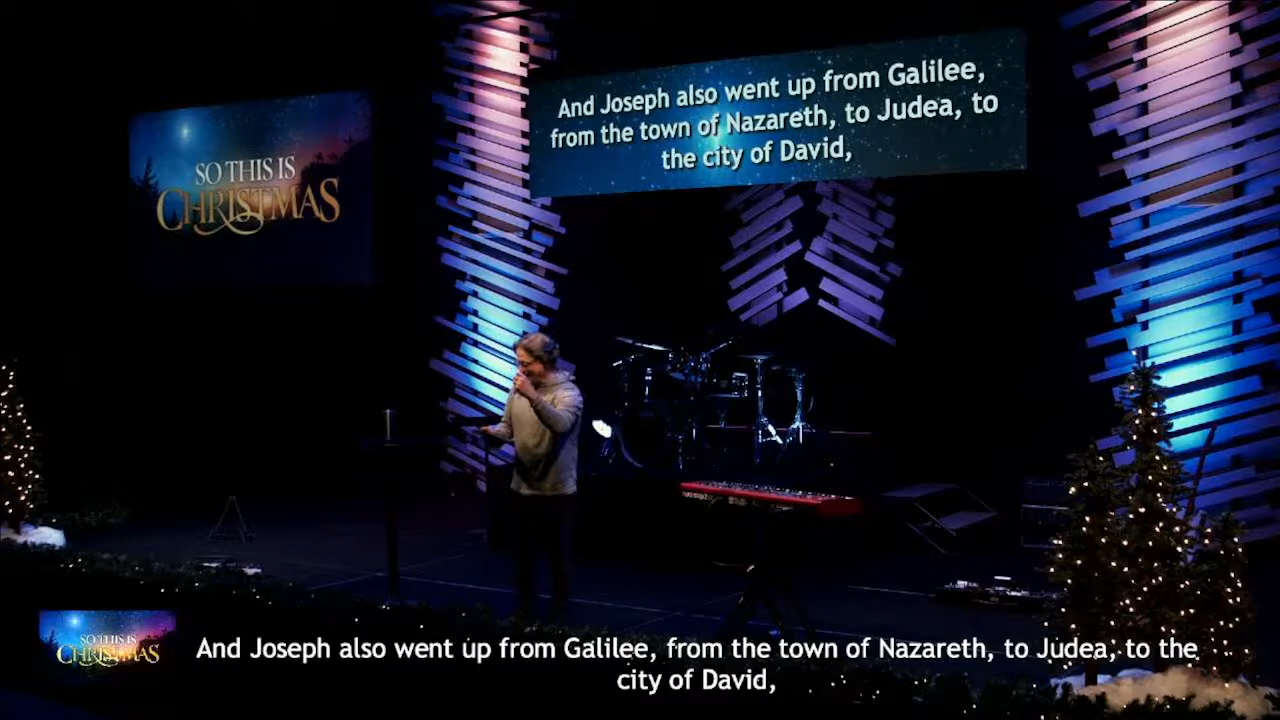 SO THIS IS
CHRISTMAS
And Joseph also went up from Galilee,
from the town of Nazareth, to Judea, to
the city of David,
SO THIS IS
CHRISTMAS
And Joseph also went up from Galilee, from the town of Nazareth, to Judea, to the
city of David,